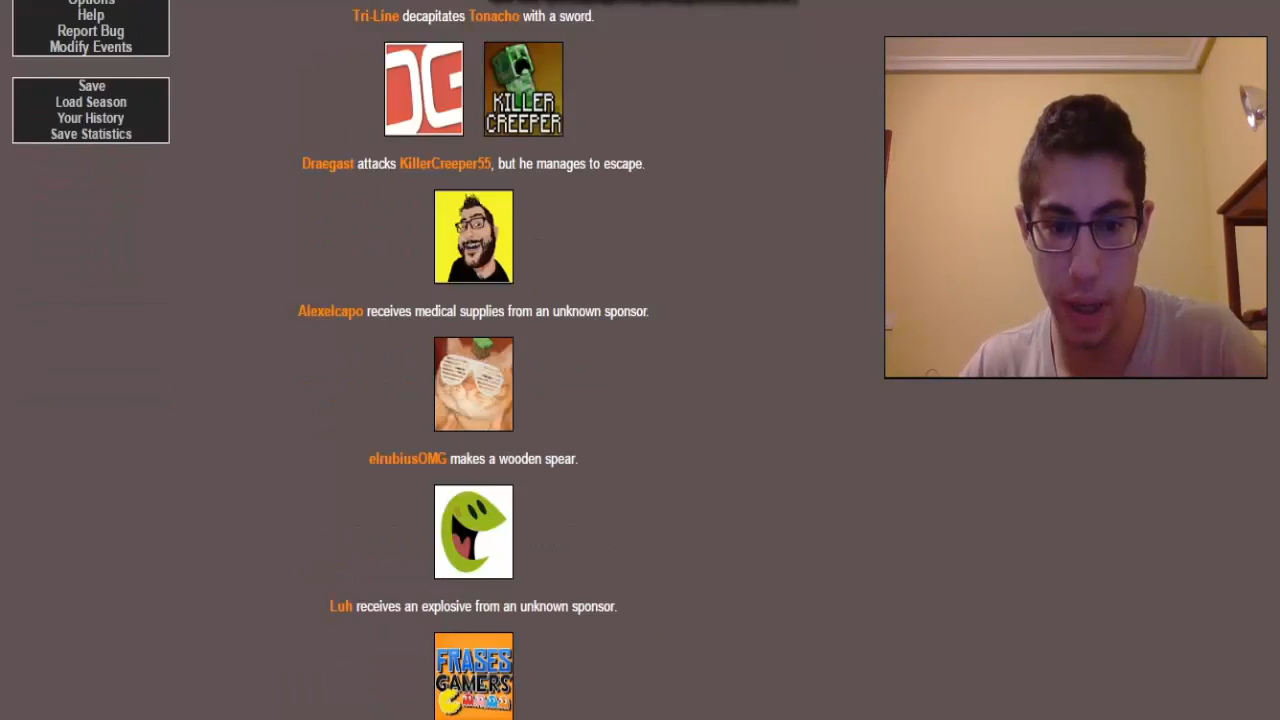 Options
Help
Report Bug
Modify Events
Save
Load Season
Your History
Save Statistics
Tri-Line decapitates Tonacho with a sword.
KILLER
CREEPER
Draegast attacks KillerCreeper55, but he manages to escape.
Alexelcapo receives medical supplies from an unknown sponsor.
elrubiusOMG makes a wooden spear.
Luh receives an explosive from an unknown sponsor.
FRASES
GAMERS